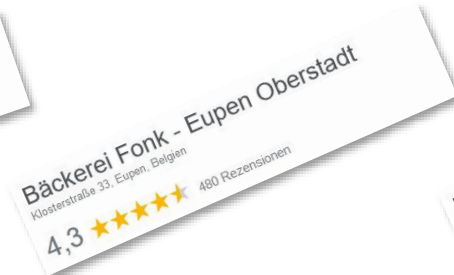 Bäckerei Fonk - Eupen Oberstadt
Klosterstraße 33, Eupen, Belgien
4,3 480 Rezensionen